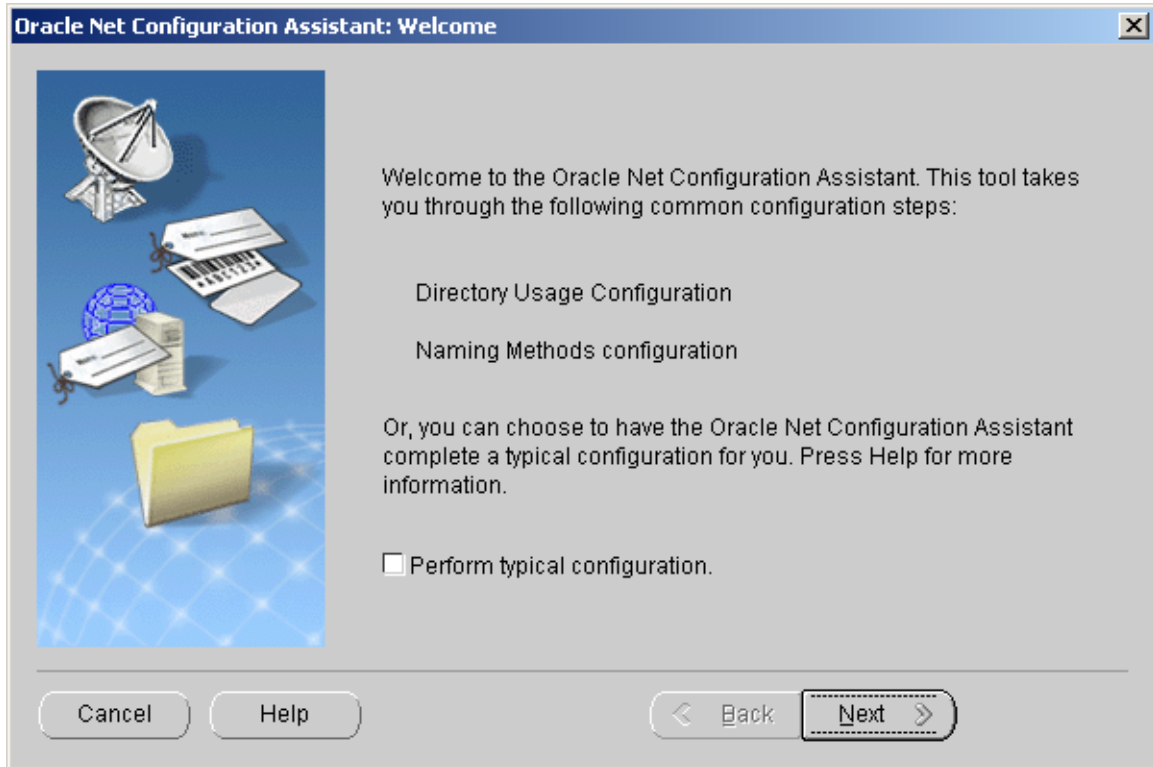 Oracle Net Configuration Assistant: Welcome
Welcome to the Oracle Net Configuration Assistant. This tool takes
you through the following common configuration steps:
Directory Usage Configuration
Naming Methods configuration
Or, you can choose to have the Oracle Net Configuration Assistant
complete a typical configuration for you. Press Help for more
information.
Perform typical configuration.
Cancel
Help
Back
Next
*ABC123*